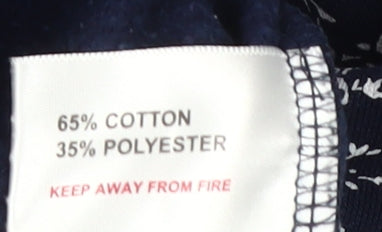 65% COTTON
35% POLYESTER
KEEP AWAY FROM FIRE